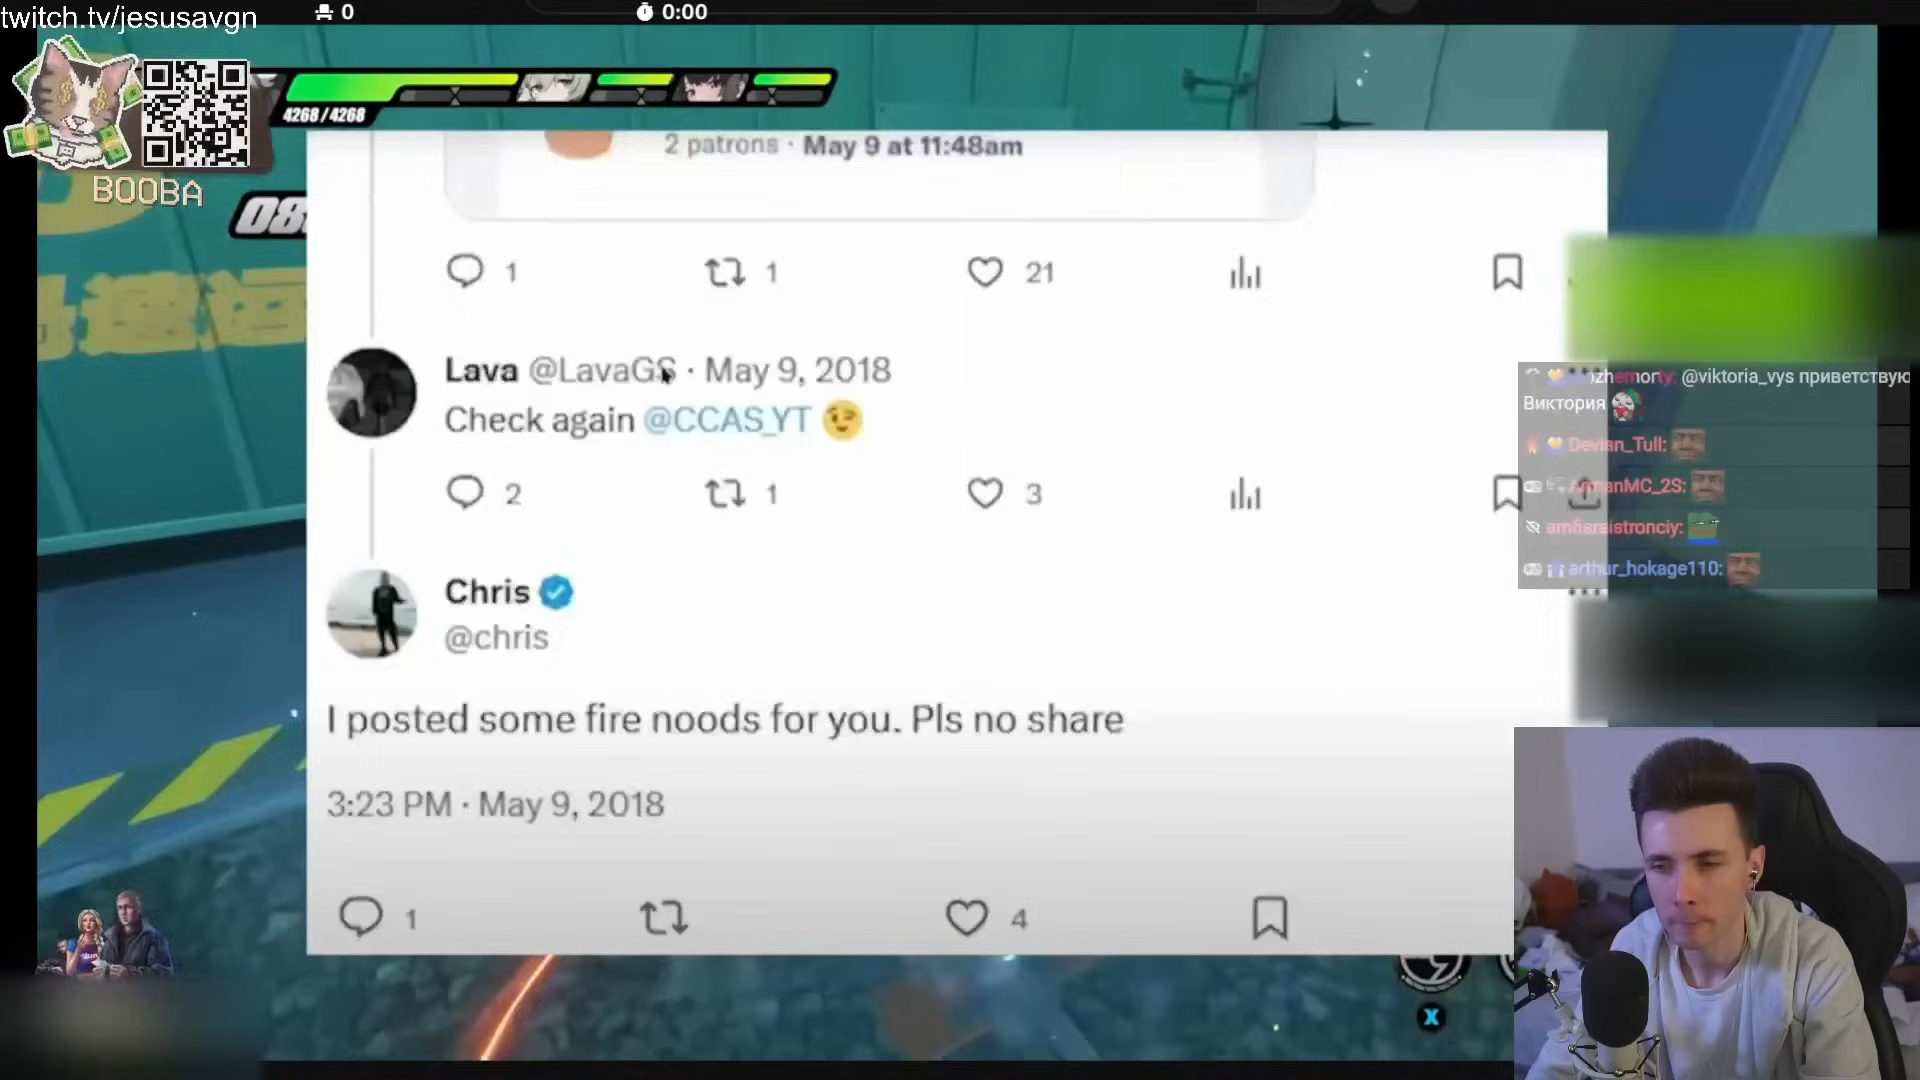 twitch.tv/jesusavgn
0
0:00
4268/4268
BOOBA
2 patrons · May 9 at 11:48am
1
1
21
Lava @LavaGS · May 9, 2018
Check again @CCAS_YT 😉
2
1
3
Chris
@chris
I posted some fire noods for you. Pls no share
3:23 PM · May 9, 2018
1
4
@viktoria_vys приветствую
Виктория
Devian_Tull:
ArmanMC_2S:
amfisraistronciy:
arthur_hokage110:
X